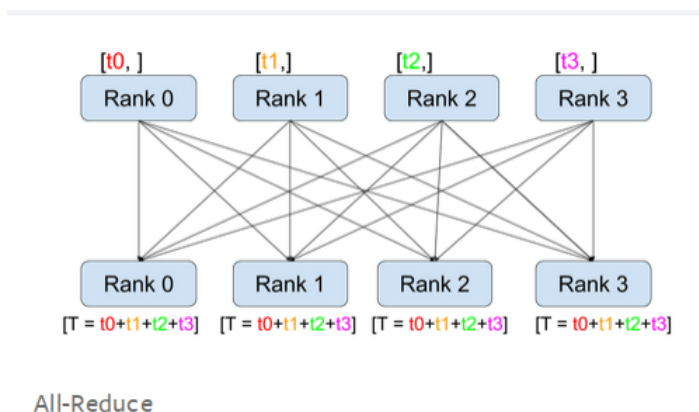 [t0, ] [t1,] [t2,] [t3, ]
Rank 0 Rank 1 Rank 2 Rank 3
Rank 0 Rank 1 Rank 2 Rank 3
[T = t0+t1+t2+t3] [T = t0+t1+t2+t3] [T = t0+t1+t2+t3] [T = t0+t1+t2+t3]
All-Reduce